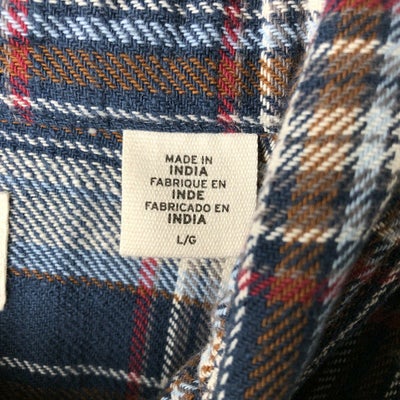 MADE IN
INDIA
FABRIQUE EN
INDE
FABRICADO EN
INDIA
L/G